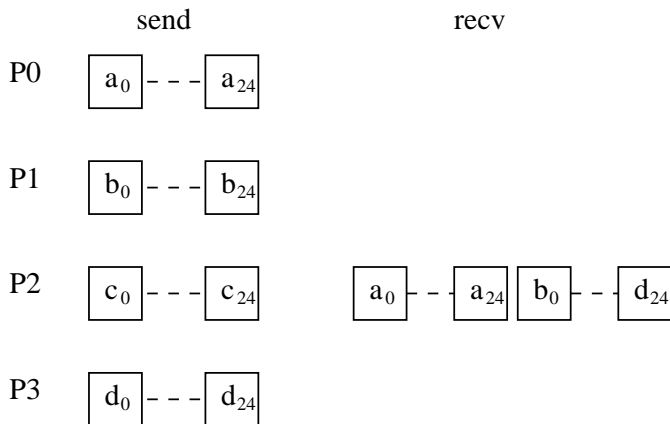 send recv
P0 a₀ a₂₄
P1 b₀ b₂₄
P2 c₀ c₂₄ a₀ a₂₄ b₀ d₂₄
P3 d₀ d₂₄